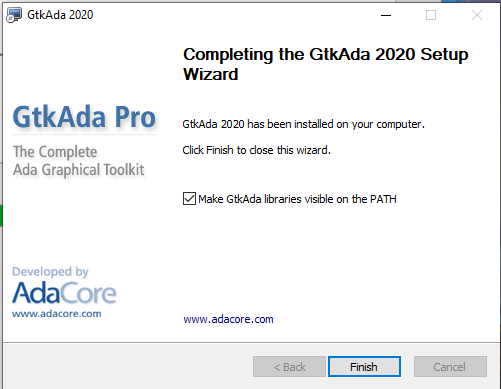 GtkAda 2020
Completing the GtkAda 2020 Setup
Wizard
GtkAda Pro
The Complete
Ada Graphical Toolkit
GtkAda 2020 has been installed on your computer.
Click Finish to close this wizard.
Make GtkAda libraries visible on the PATH
Developed by
AdaCore
www.adacore.com
www.adacore.com
< Back
Finish
Cancel